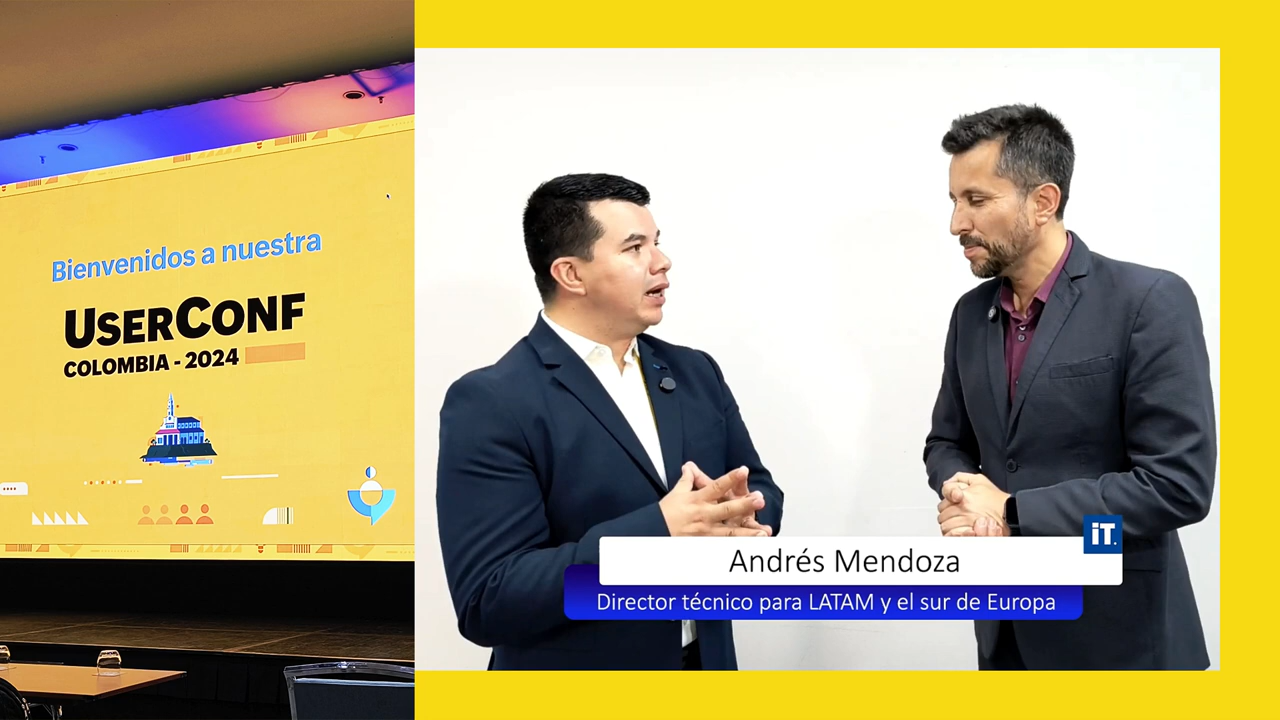 Bienvenidos a nuestra
USERCONF
COLOMBIA - 2024
iT.
Andrés Mendoza
Director técnico para LATAM y el sur de Europa